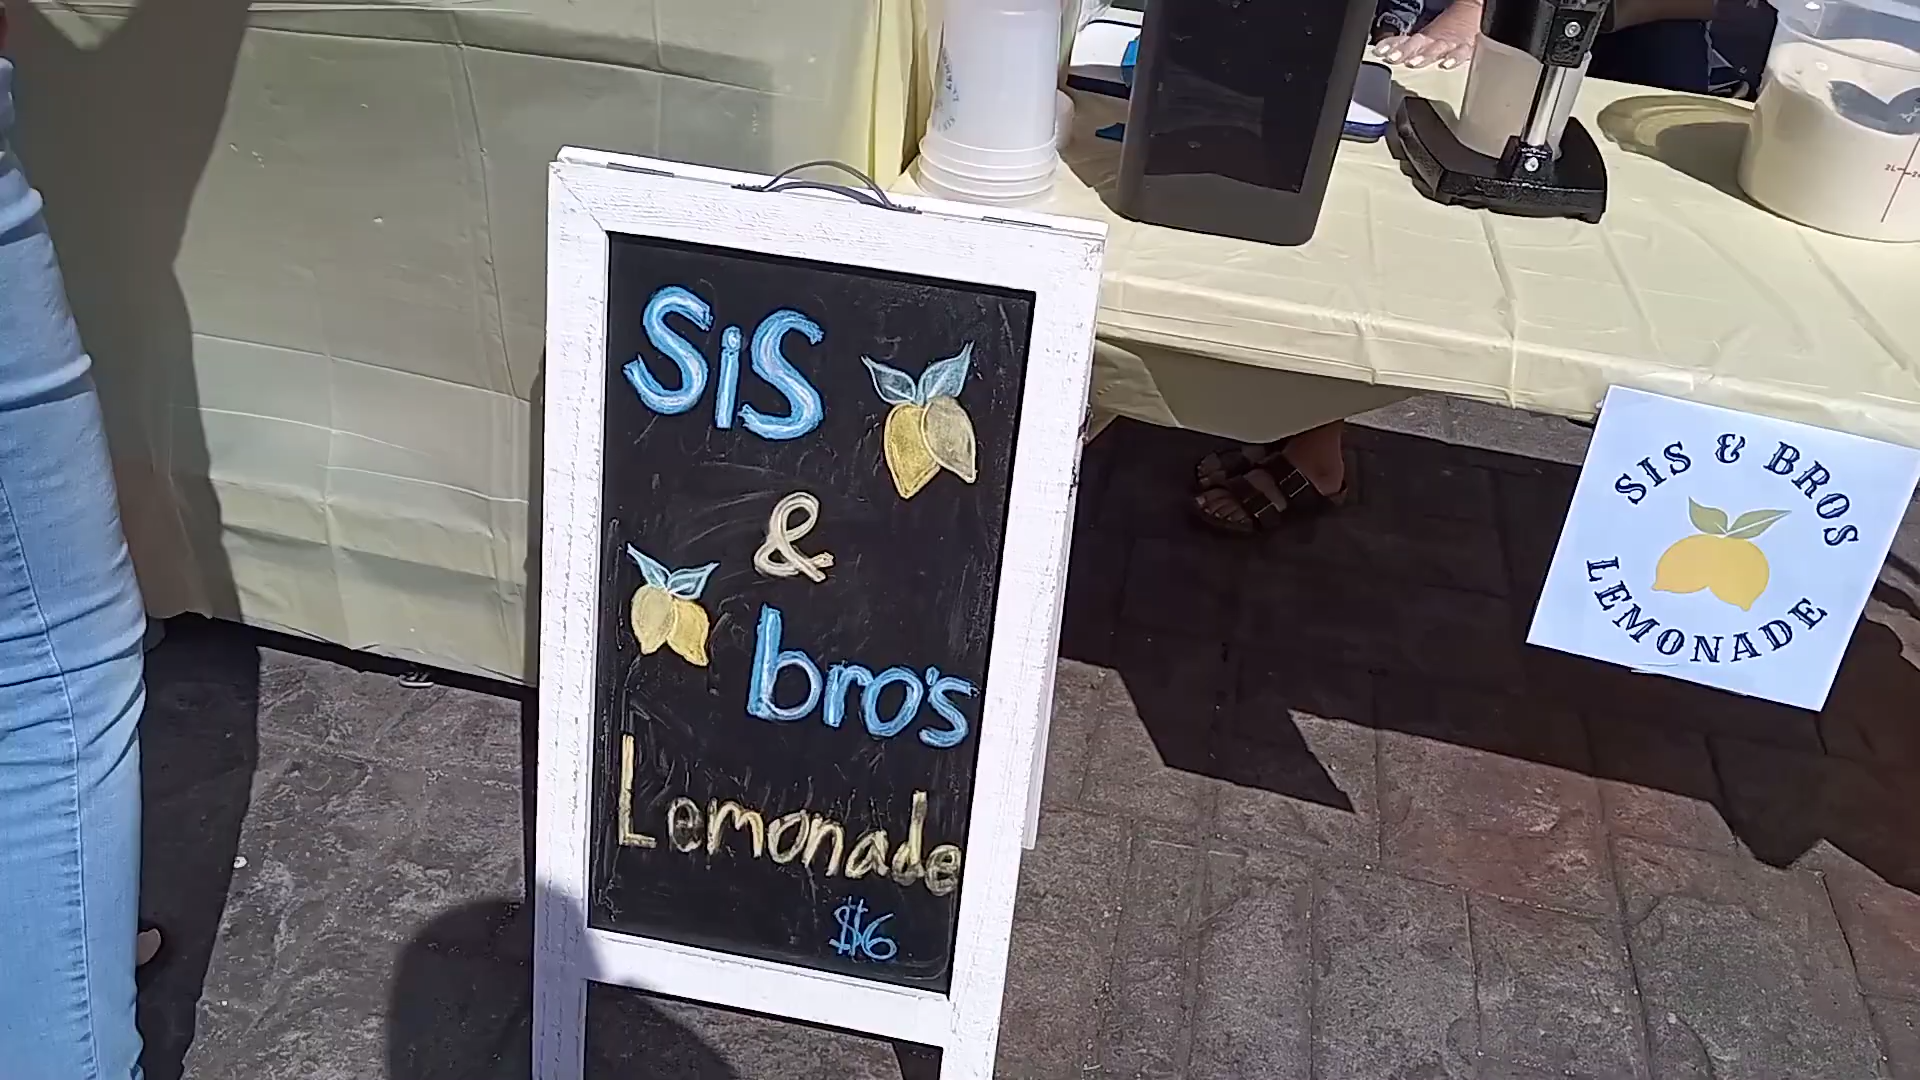 SiS
&
bro's
Lemonade
$6
SIS & BROS
LEMONADE